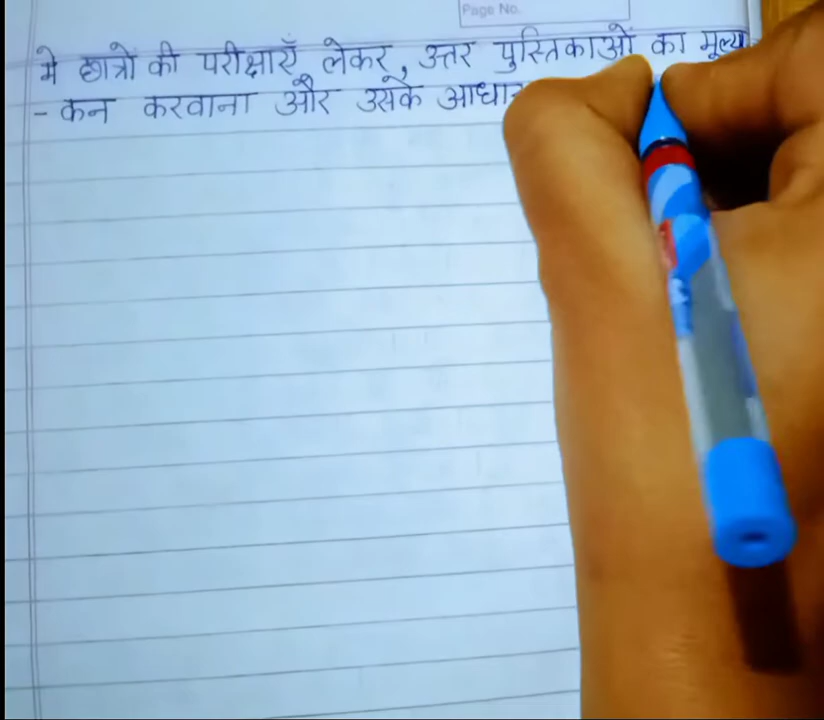 Page No.
मे छात्रों की परीक्षाएँ लेकर, उत्तर पुस्तिकाओं का मूल्या
- कन करवाना और उसके